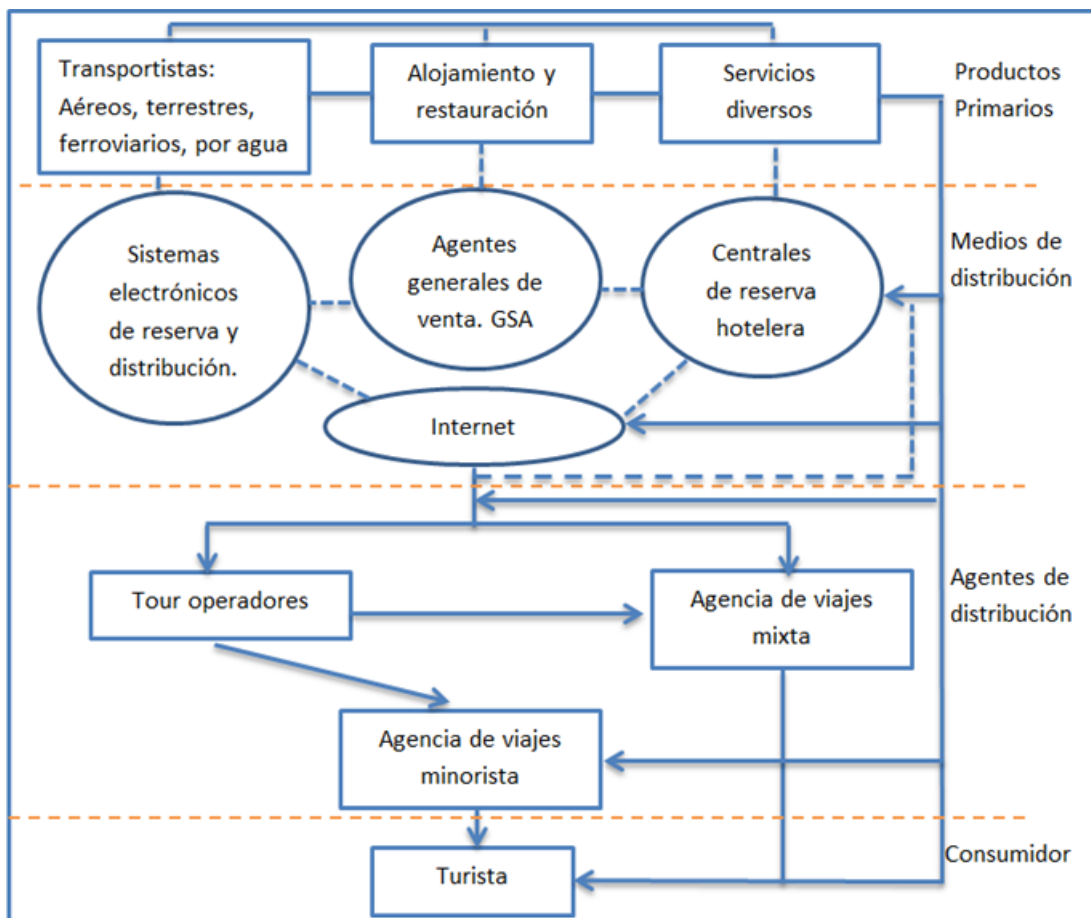 Transportistas:
Aéreos, terrestres,
ferroviarios, por agua
Alojamiento y
restauración
Servicios
diversos
Productos
Primarios
Sistemas
electrónicos
de reserva y
distribución.
Agentes
generales de
venta. GSA
Centrales
de reserva
hotelera
Medios de
distribución
Internet
Tour operadores
Agencia de viajes
mixta
Agentes de
distribución
Agencia de viajes
minorista
Turista
Consumidor